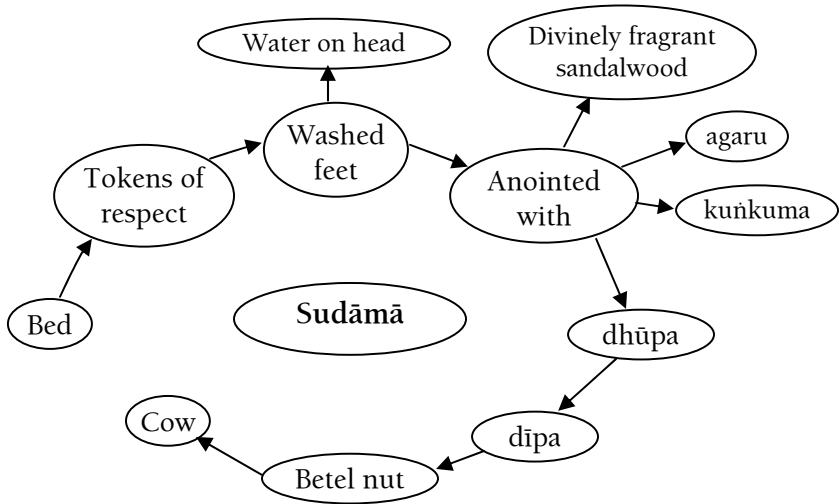 Water on head
Divinely fragrant
sandalwood
Washed
feet
agaru
Tokens of
respect
Anointed
with
kuṅkuma
Bed
Sudāmā
dhūpa
Cow
dīpa
Betel nut